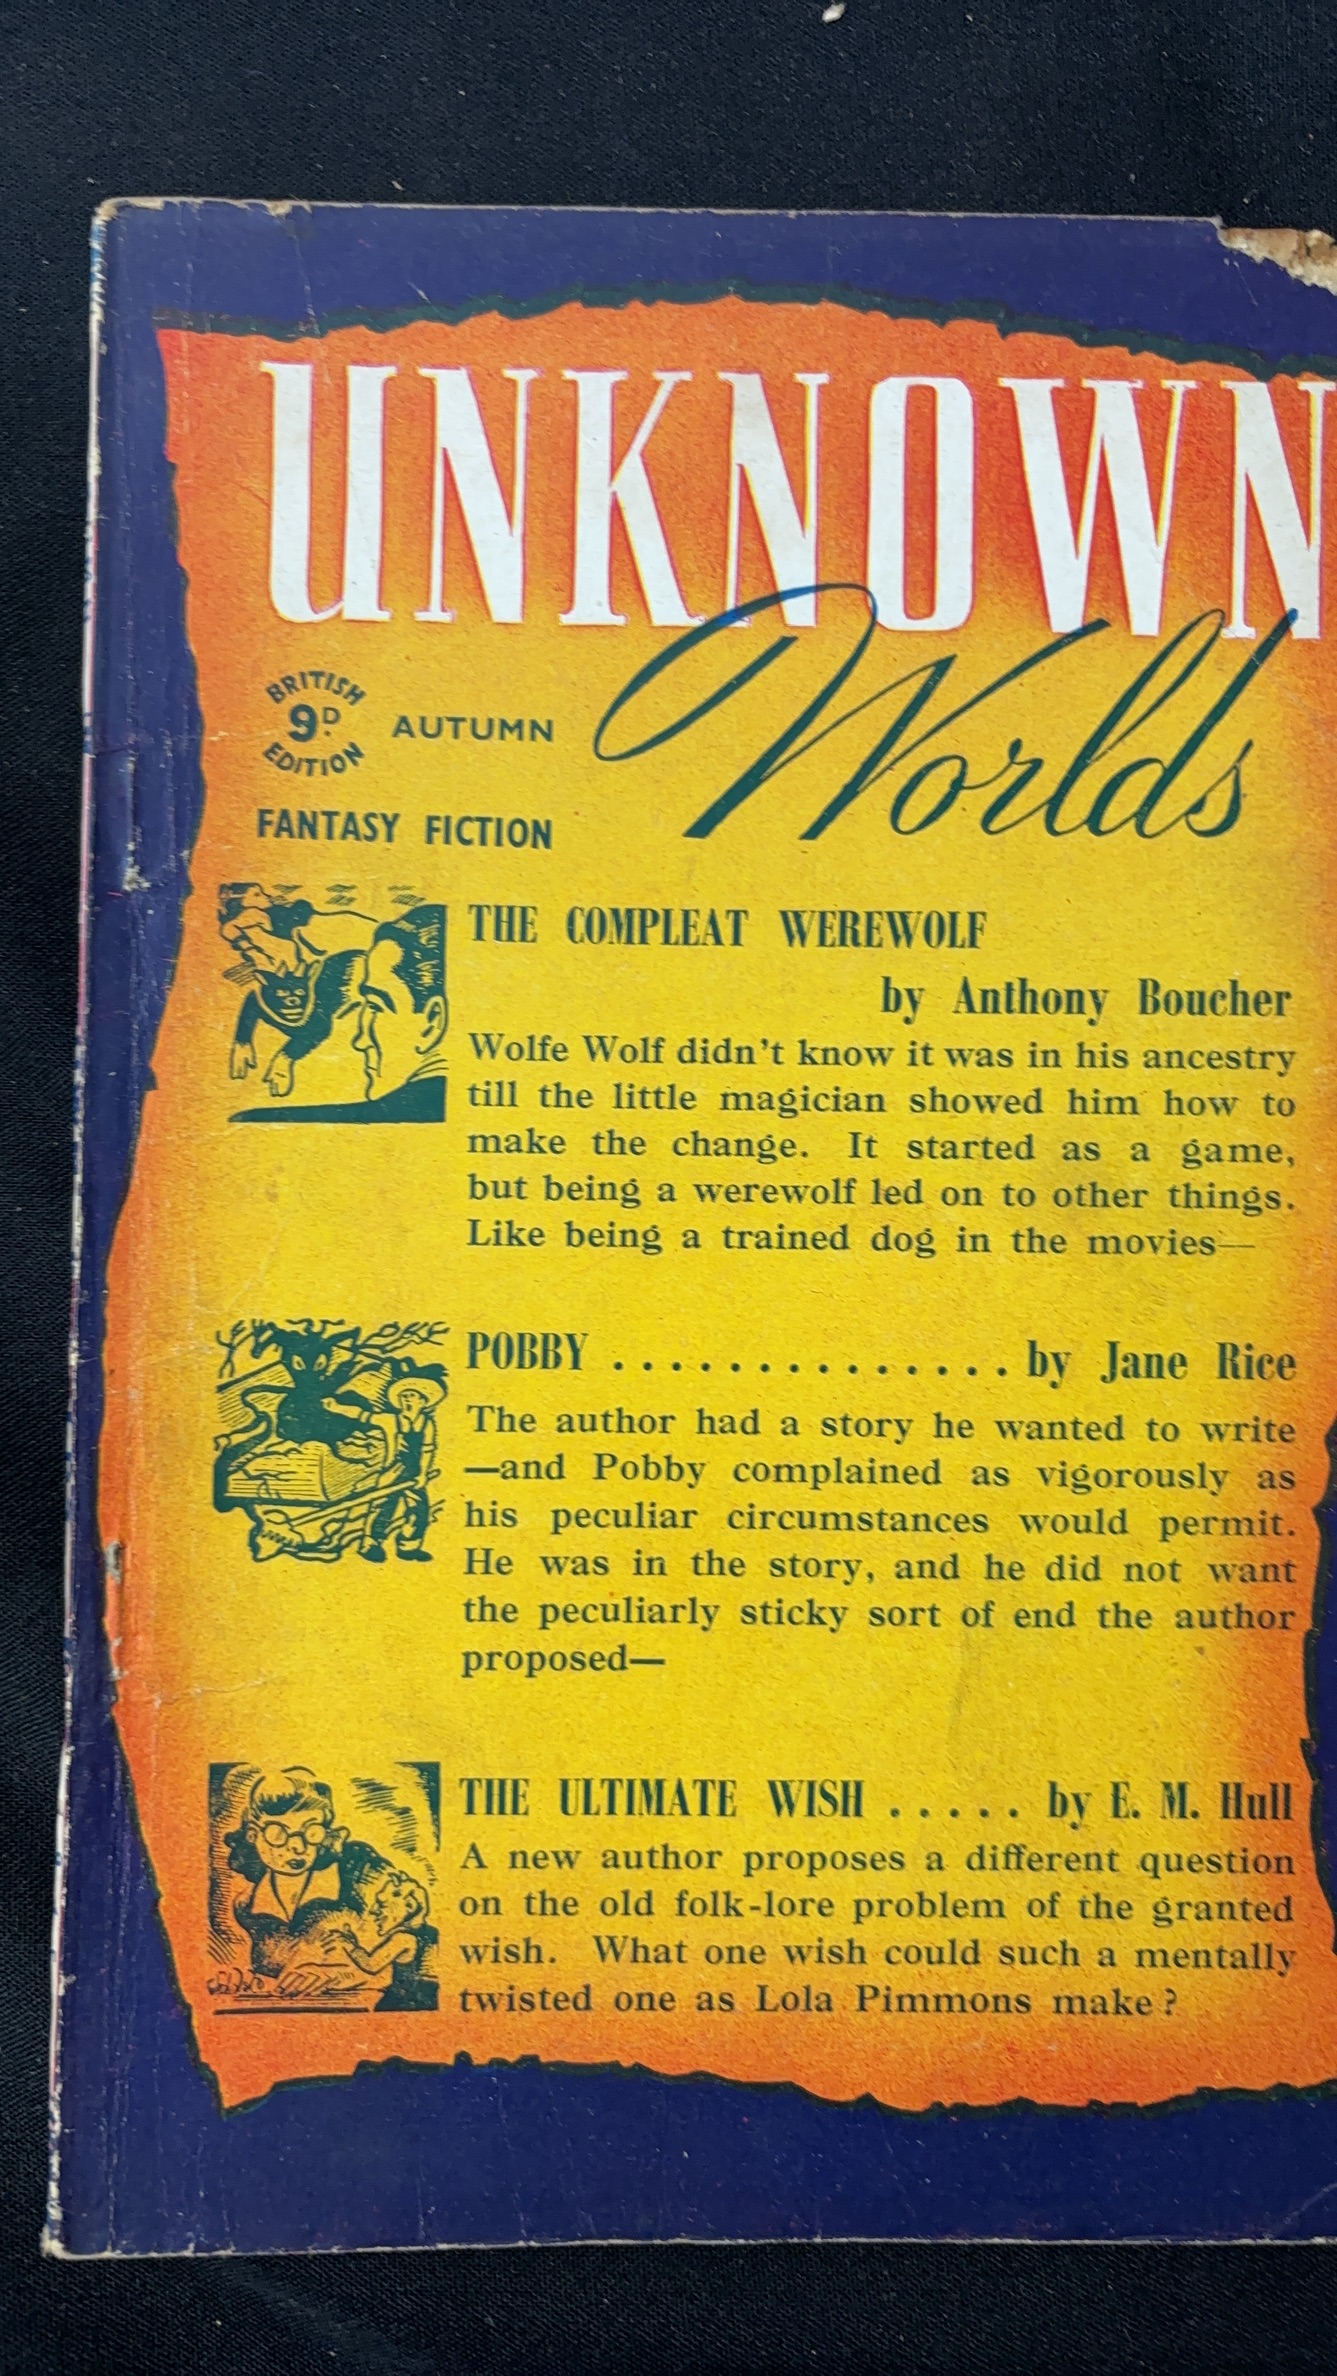 UNKNOWN
Worlds
BRITISH
9D.
EDITION
AUTUMN
FANTASY FICTION
THE COMPLEAT WEREWOLF
by Anthony Boucher
Wolfe Wolf didn't know it was in his ancestry
till the little magician showed him how to
make the change. It started as a game,
but being a werewolf led on to other things.
Like being a trained dog in the movies—
POBBY .............. by Jane Rice
The author had a story he wanted to write
—and Pobby complained as vigorously as
his peculiar circumstances would permit.
He was in the story, and he did not want
the peculiarly sticky sort of end the author
proposed—
THE ULTIMATE WISH ..... by E. M. Hull
A new author proposes a different question
on the old folk-lore problem of the granted
wish. What one wish could such a mentally
twisted one as Lola Pimmons make ?